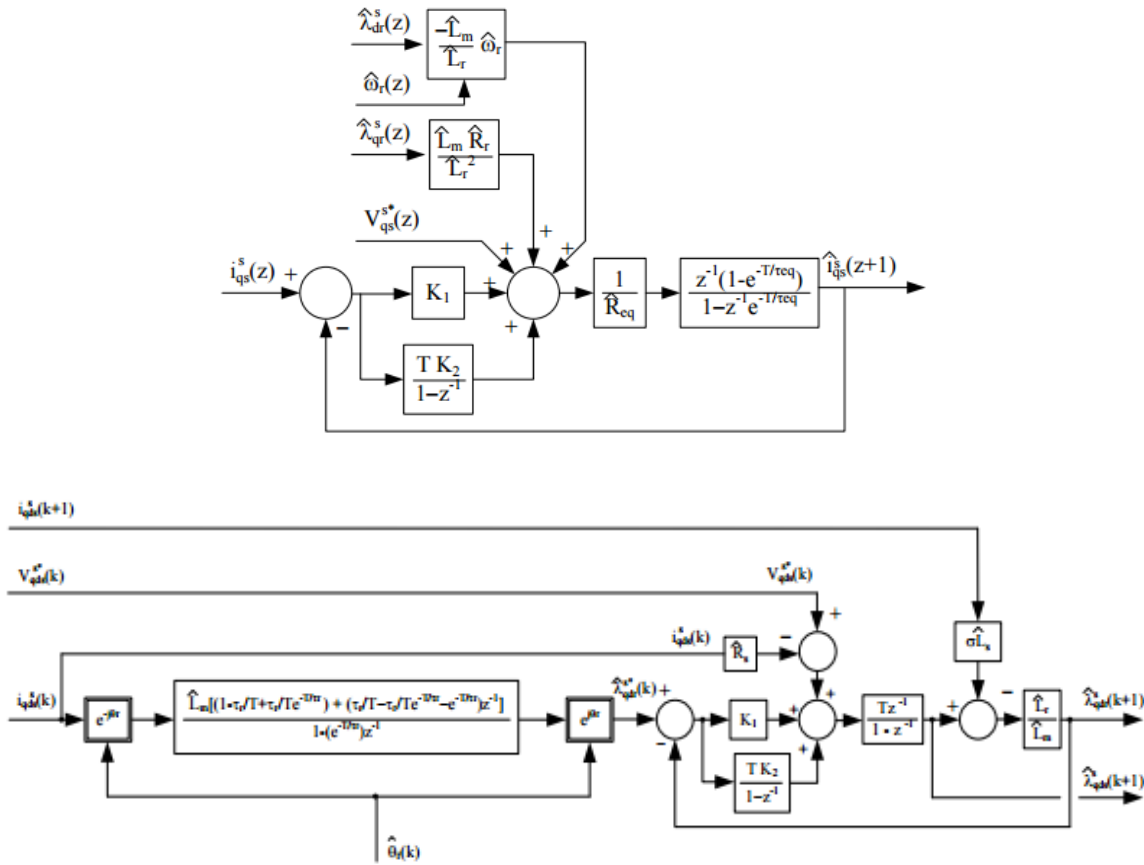 λ̂ˢdr(z)
−L̂m
L̂r
ω̂r
ω̂r(z)
λ̂ˢqr(z)
L̂m R̂r
L̂r²
Vˢ*qs(z)
+
+
+
iˢqs(z)
+
−
K₁
+
+
1
R̂eq
z⁻¹(1-e^-T/τeq)
1−z⁻¹e^-T/τeq
îˢqs(z+1)
T K₂
1−z⁻¹
iˢqds(k+1)
Vˢ*qds(k)
Vˢ*qds(k)
+
−
iˢqds(k)
R̂s
σL̂s
iˢqds(k)
e^-jθr
L̂m[(1•τr/T+τr/Te^-T/τr) + (τr/T−τr/Te^-T/τr−e^-T/τr)z⁻¹]
1•(e^-T/τr)z⁻¹
e^jθr
λ̂ˢ*qdr(k)
+
−
K₁
+
+
+
Tz⁻¹
1 • z⁻¹
+
−
L̂r
L̂m
λ̂ˢqdr(k+1)
T K₂
1−z⁻¹
λ̂ˢqds(k+1)
θ̂r(k)